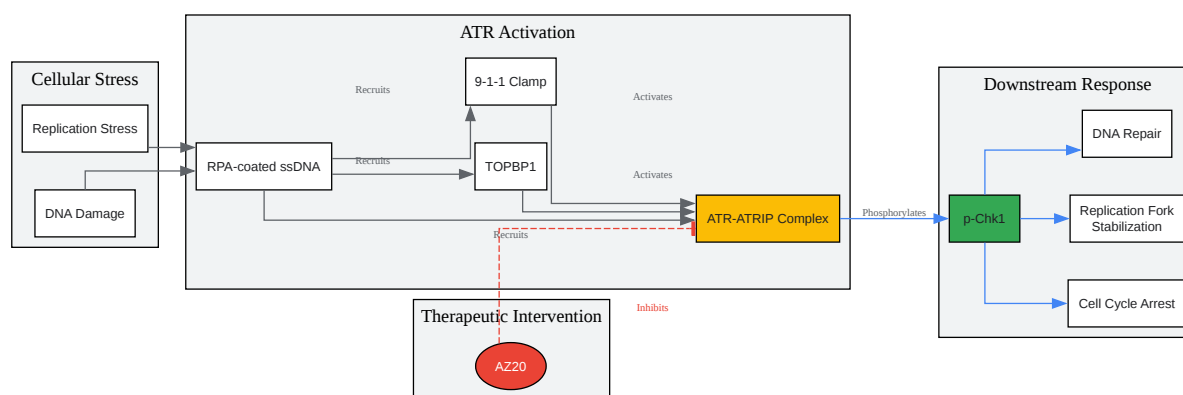 ATR Activation
Cellular Stress
Replication Stress
DNA Damage
RPA-coated ssDNA
Recruits
9-1-1 Clamp
Activates
Recruits
TOPBP1
Activates
Recruits
ATR-ATRIP Complex
Phosphorylates
Downstream Response
DNA Repair
p-Chk1
Replication Fork
Stabilization
Cell Cycle Arrest
Inhibits
Therapeutic Intervention
AZ20